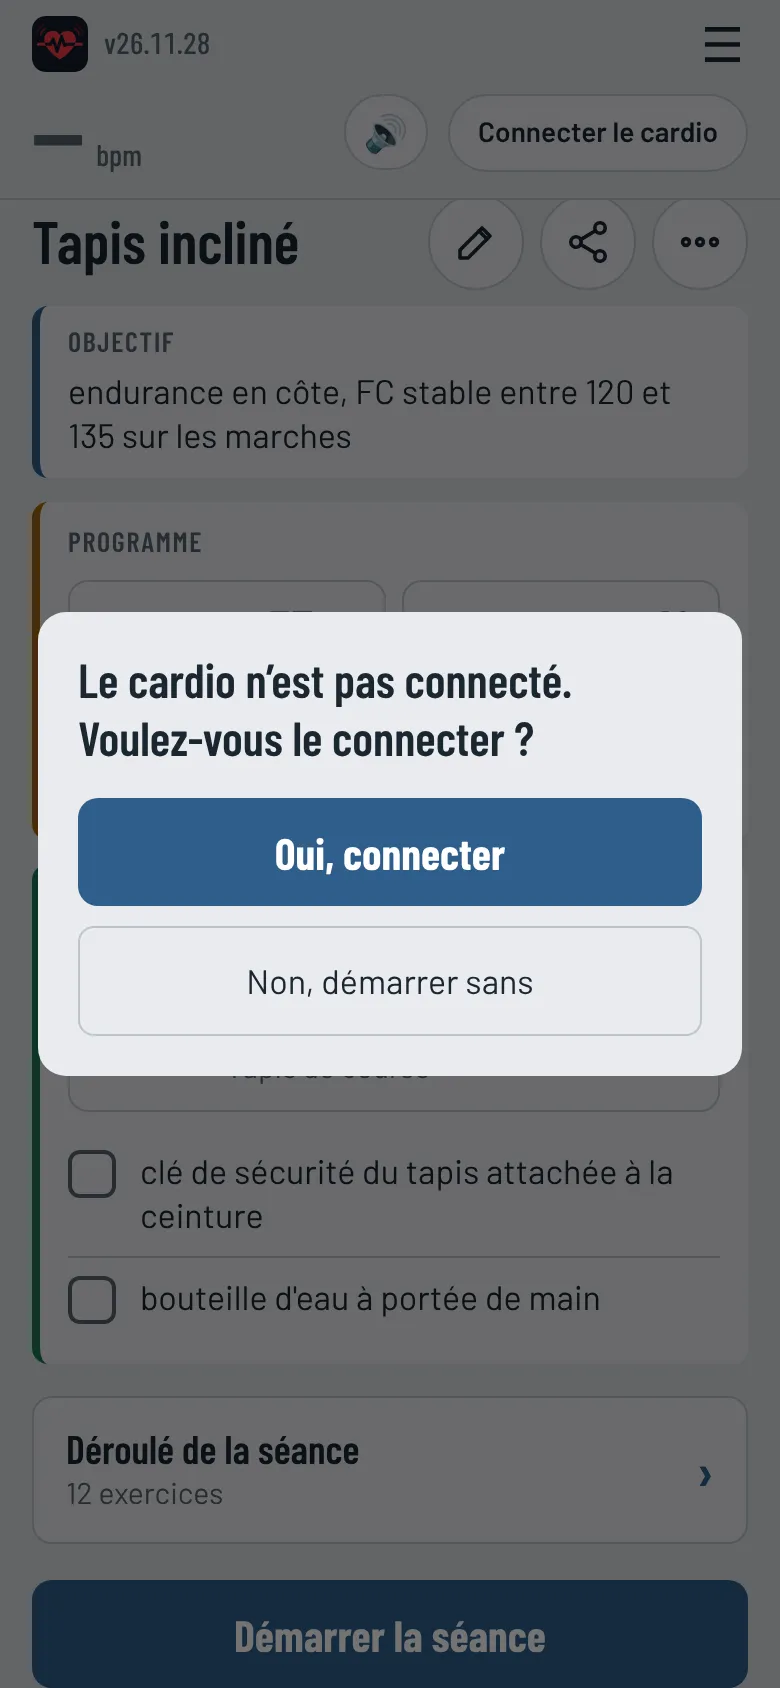 v26.11.28
bpm
Connecter le cardio
Tapis incliné
OBJECTIF
endurance en côte, FC stable entre 120 et
135 sur les marches
PROGRAMME
Le cardio n’est pas connecté.
Voulez-vous le connecter ?
Oui, connecter
Non, démarrer sans
clé de sécurité du tapis attachée à la
ceinture
bouteille d'eau à portée de main
Déroulé de la séance
12 exercices
Démarrer la séance